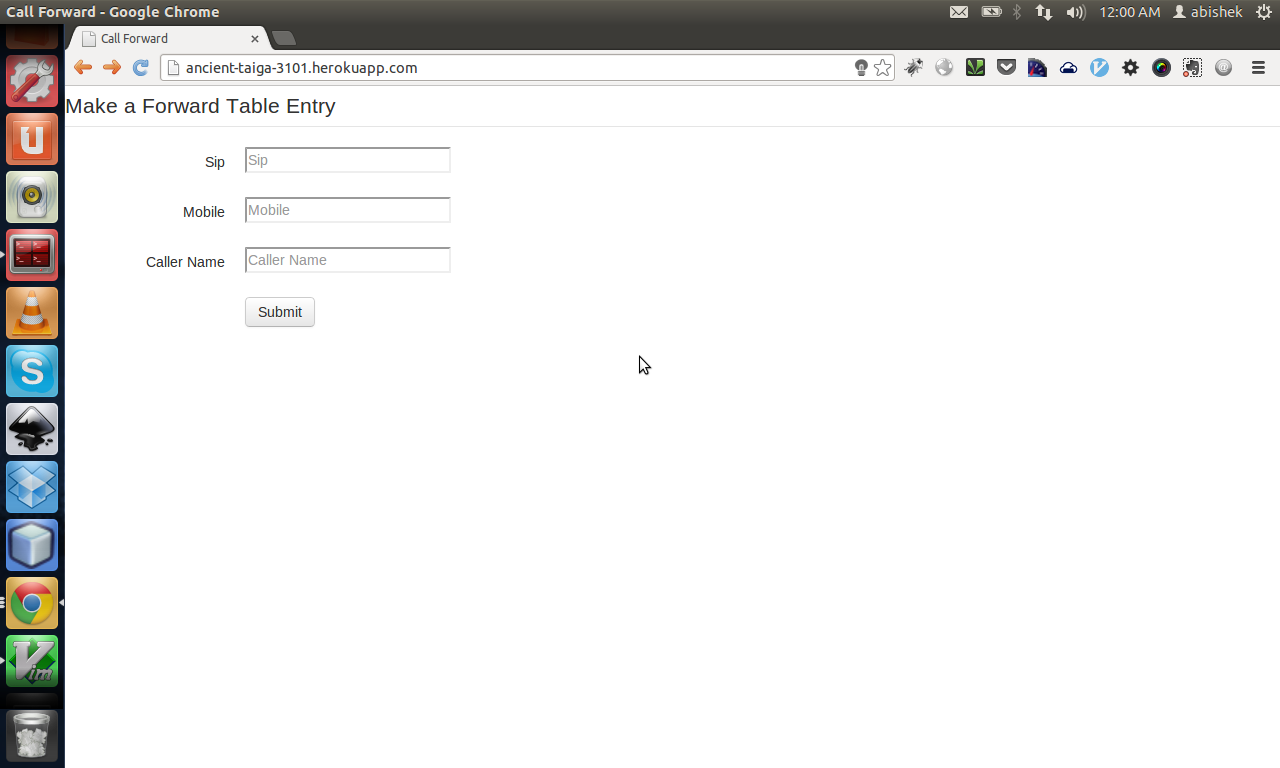 Call Forward - Google Chrome
12:00 AM abishek
Call Forward
ancient-taiga-3101.herokuapp.com
Make a Forward Table Entry
Sip Sip
Mobile Mobile
Caller Name Caller Name
Submit
U
S
Vim